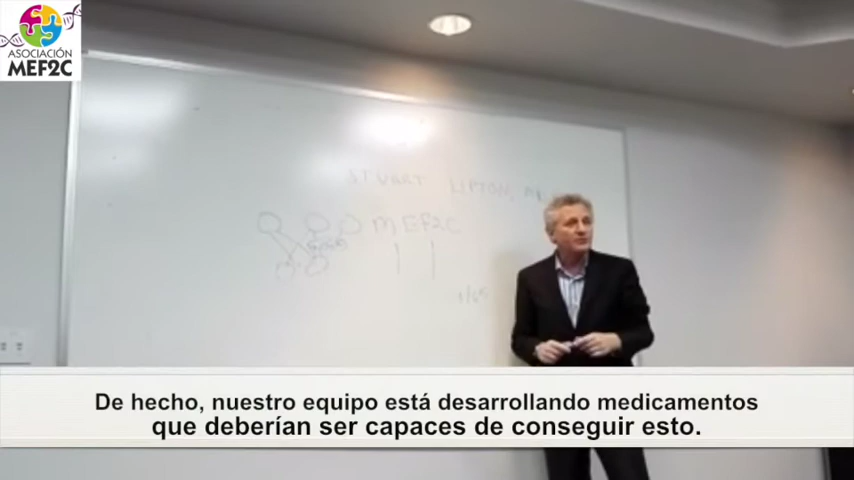 ASOCIACIÓN
MEF2C
STUART LIPTON, MD
MEF2C
De hecho, nuestro equipo está desarrollando medicamentos
que deberían ser capaces de conseguir esto.